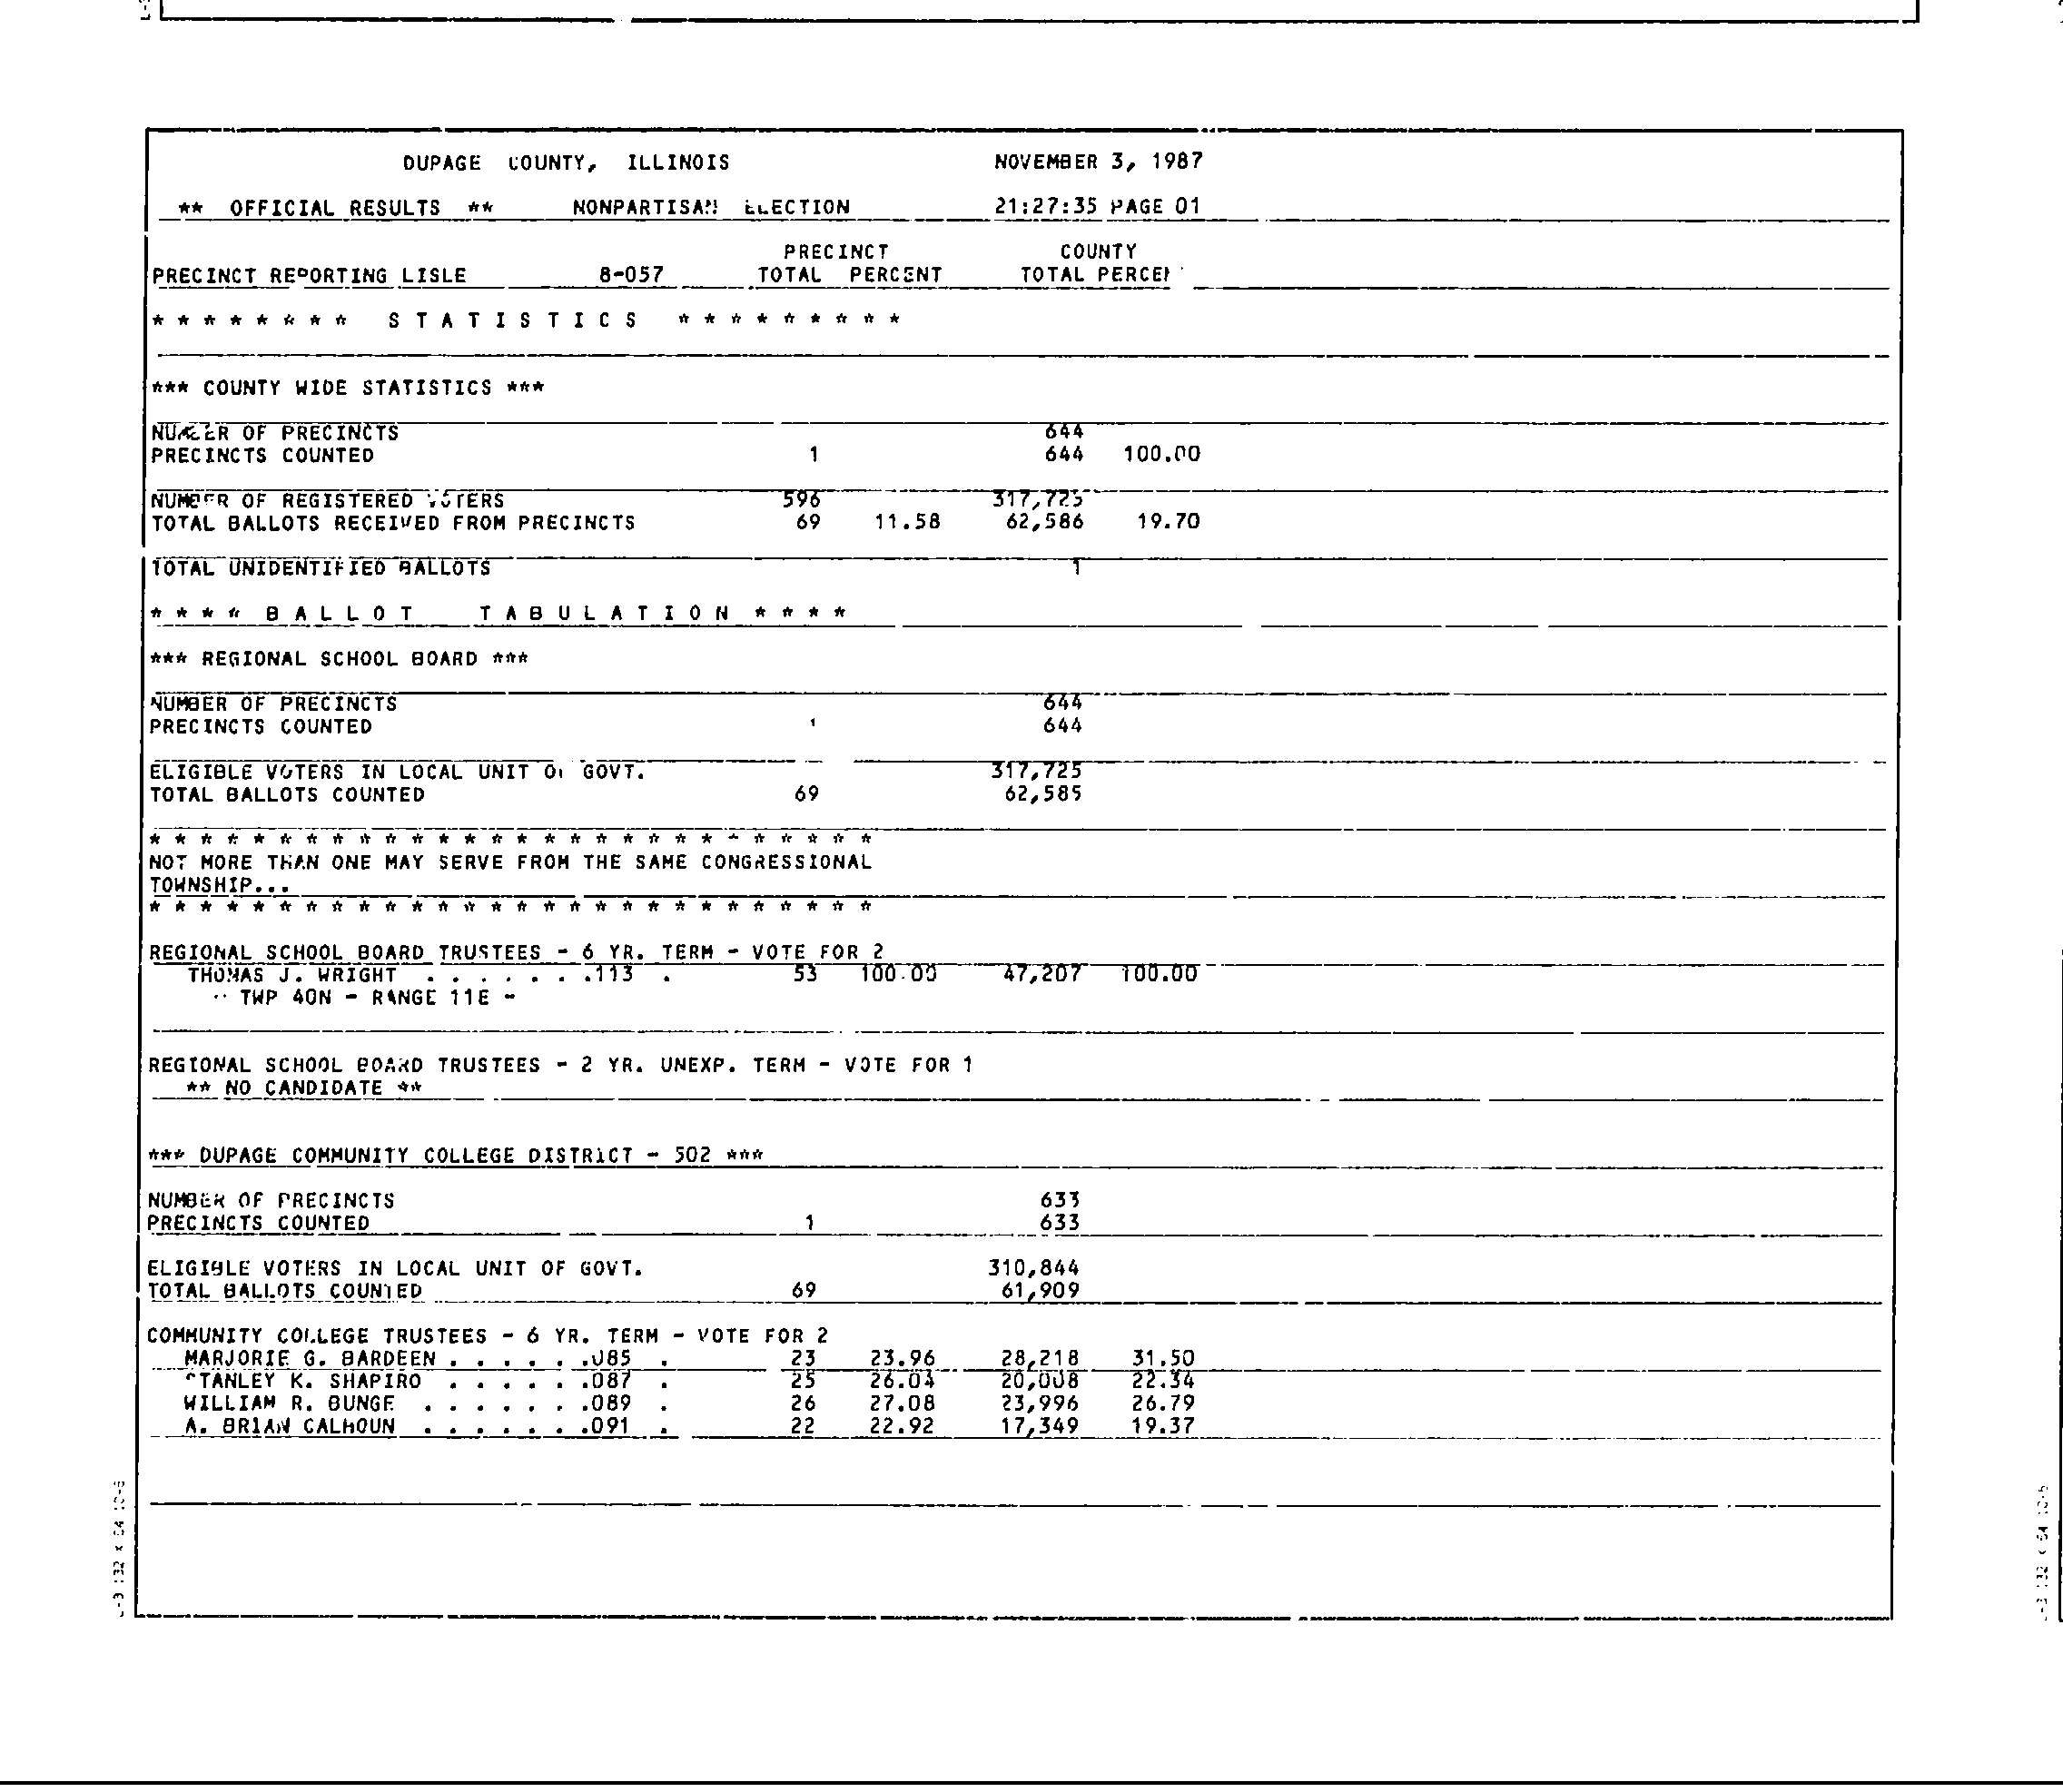 DUPAGE COUNTY, ILLINOIS NOVEMBER 3, 1987
** OFFICIAL RESULTS ** NONPARTISAN ELECTION 21:27:35 PAGE 01
PRECINCT COUNTY
PRECINCT REPORTING LISLE 8-057 TOTAL PERCENT TOTAL
* * * * * * * * S T A T I S T I C S * * * * * * * * *
*** COUNTY WIDE STATISTICS ***
NUMBER OF PRECINCTS 644
PRECINCTS COUNTED 1 644 100.00
NUMBER OF REGISTERED VOTERS 596 317,725
TOTAL BALLOTS RECEIVED FROM PRECINCTS 69 11.58 62,586 19.70
TOTAL UNIDENTIFIED BALLOTS 1
* * * * B A L L O T T A B U L A T I O N * * * *
*** REGIONAL SCHOOL BOARD ***
NUMBER OF PRECINCTS 644
PRECINCTS COUNTED 1 644
ELIGIBLE VOTERS IN LOCAL UNIT OF GOVT. 317,725
TOTAL BALLOTS COUNTED 69 62,585
* * * * * * * * * * * * * * * * * * * * * * * * * * * *
NOT MORE THAN ONE MAY SERVE FROM THE SAME CONGRESSIONAL
TOWNSHIP...
* * * * * * * * * * * * * * * * * * * * * * * * * * * *
REGIONAL SCHOOL BOARD TRUSTEES - 6 YR. TERM - VOTE FOR 2
THOMAS J. WRIGHT . . . . . . .113 . 53 100.00 47,207 100.00
- TWP 40N - RANGE 11E -
REGIONAL SCHOOL BOARD TRUSTEES - 2 YR. UNEXP. TERM - VOTE FOR 1
** NO CANDIDATE **
*** DUPAGE COMMUNITY COLLEGE DISTRICT - 502 ***
NUMBER OF PRECINCTS 633
PRECINCTS COUNTED 1 633
ELIGIBLE VOTERS IN LOCAL UNIT OF GOVT. 310,844
TOTAL BALLOTS COUNTED 69 61,909
COMMUNITY COLLEGE TRUSTEES - 6 YR. TERM - VOTE FOR 2
MARJORIE G. BARDEEN . . . . . .085 . 23 23.96 28,218 31.50
STANLEY K. SHAPIRO . . . . . .087 . 25 26.04 20,008 22.34
WILLIAM R. BUNGE . . . . . . .089 . 26 27.08 23,996 26.79
A. BRIAN CALHOUN . . . . . . .091 . 22 22.92 17,349 19.37